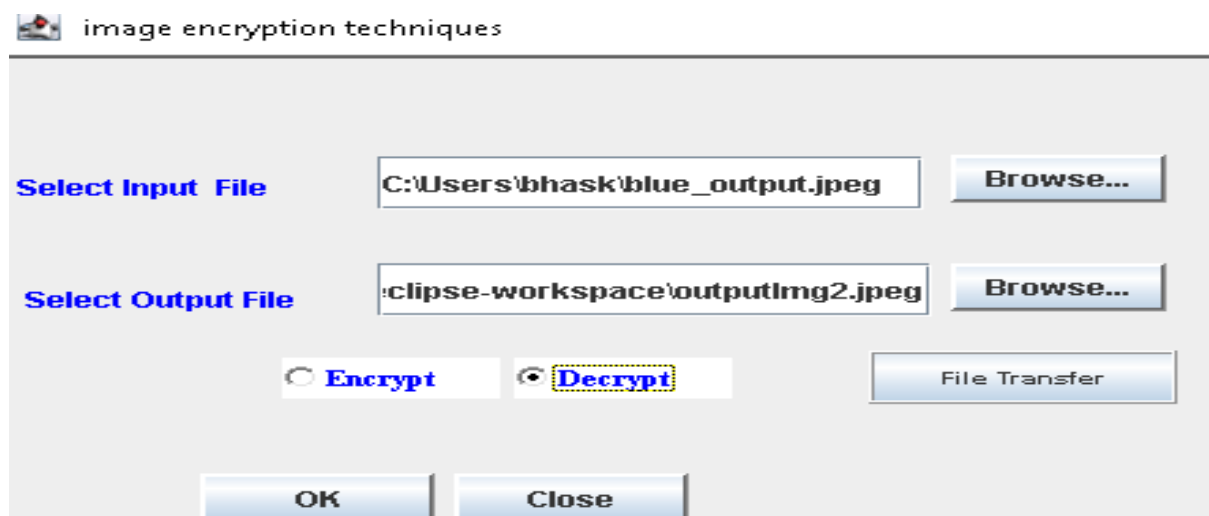 image encryption techniques
Select Input File
C:\Users\bhask\blue_output.jpeg
Browse...
Select Output File
clipse-workspace\outputImg2.jpeg
Browse...
Encrypt
Decrypt
File Transfer
OK
Close